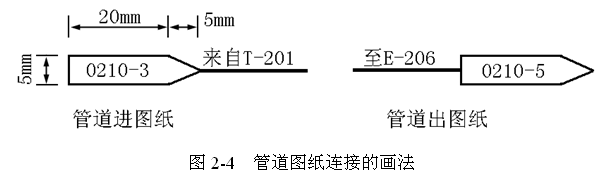 20mm 5mm
5mm 0210-3 来自T-201 至E-206 0210-5
管道进图纸 管道出图纸
图 2-4 管道图纸连接的画法